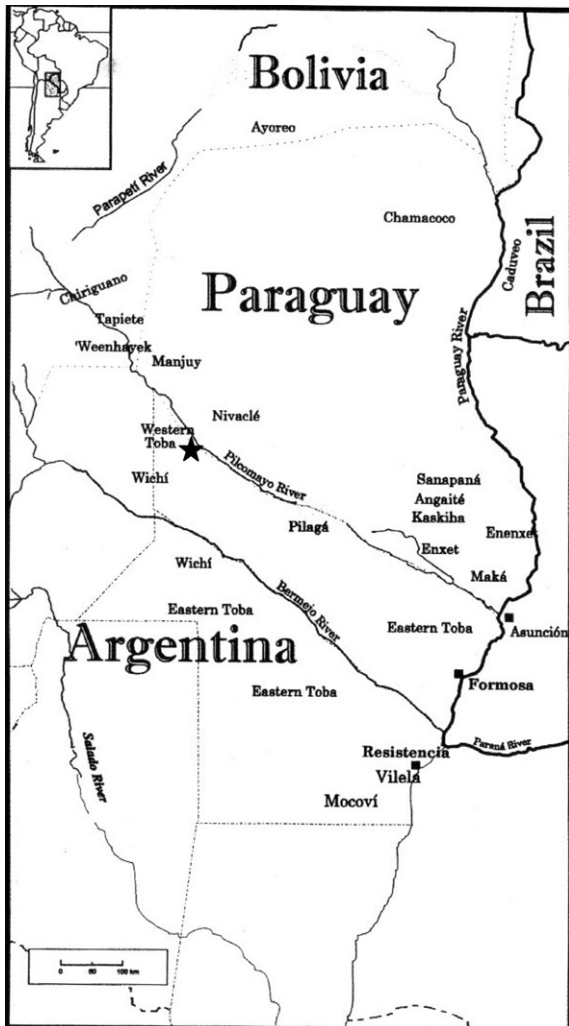 Bolivia
Ayoreo
Parapetí River
Chamacoco
Caduveo
Brazil
Chiriguano
Paraguay
Tapiete
'Weenhayek
Manjuy
Paraguay River
Nivaclé
Western
Toba
Wichí
Pilcomayo River
Sanapaná
Angaité
Kaskiha
Pilagá
Enenxet
Enxet
Wichí
Maká
Bermejo River
Eastern Toba
Eastern Toba
Asunción
Argentina
Formosa
Eastern Toba
Paraná River
Salado River
Resistencia
Vilela
Mocoví
0 50 100 km